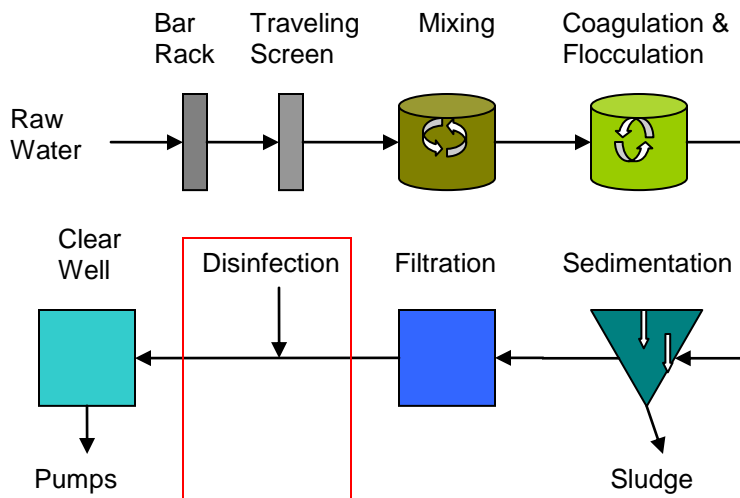 Bar
Rack
Traveling
Screen
Mixing
Coagulation &
Flocculation
Raw
Water
Clear
Well
Disinfection
Filtration
Sedimentation
Pumps
Sludge